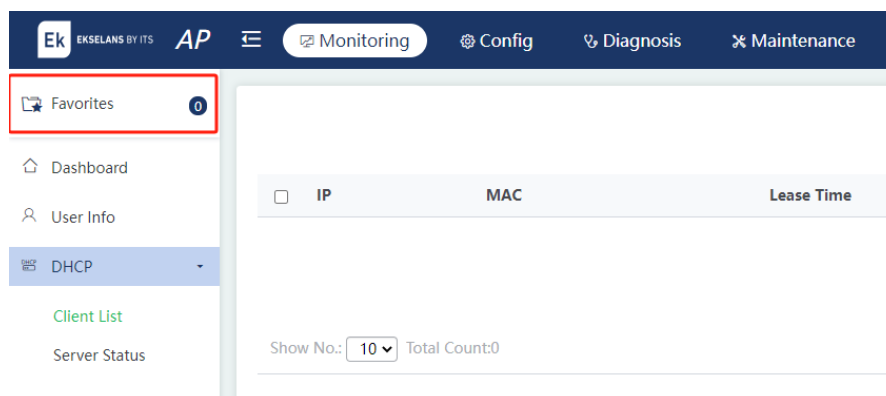 Ek EKSELANS BY ITS AP Monitoring Config Diagnosis Maintenance
Favorites 0
Dashboard
IP MAC Lease Time
User Info
DHCP DHCP
Client List
Show No.: 10 Total Count:0
Server Status